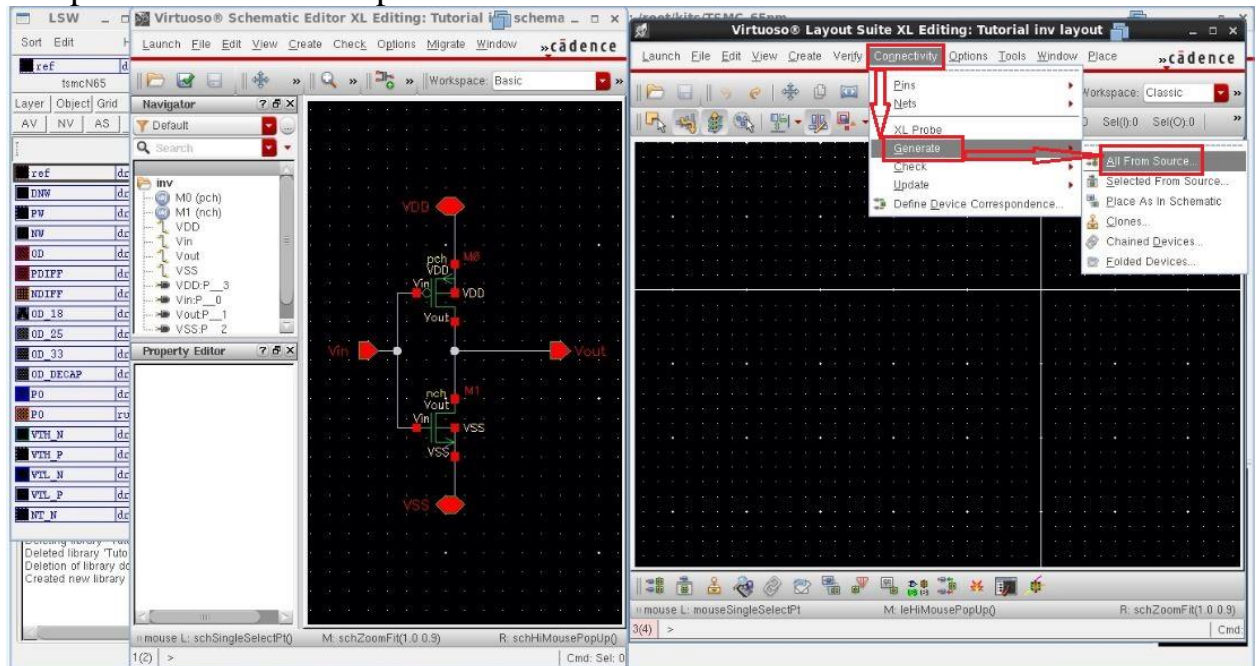 LSW
Sort Edit
ref
tsmcN65
Layer Object Grid
AV NV AS
ref
DNW
PW
NW
OD
PDIFF
NDIFF
OD_18
OD_25
OD_33
OD_DECAP
PO
PO
VTH_N
VTH_P
VTL_N
VTL_P
NT_N
Deleted library 'Tuto
Deletion of library
Created new library
Virtuoso® Schematic Editor XL Editing: Tutorial i schema
Launch File Edit View Create Check Options Migrate Window cādence
Workspace: Basic
Navigator
Default
Search
inv
M0 (pch)
M1 (nch)
VDD
Vin
Vout
VSS
VDD:P__3
Vin:P__0
Vout:P__1
VSS:P__2
Property Editor
VDD
pch M0
VDD
Vin
VDD
Vout
Vin
Vout
nch M1
Vout
Vin
VSS
VSS
VSS
mouse L: schSingleSelectPt() M: schZoomFit(1.0 0.9) R: schHiMousePopUp()
1(2) > Cmd: Sel: 0
/root/kits/TSMC_65nm
Virtuoso® Layout Suite XL Editing: Tutorial inv layout
Launch File Edit View Create Verify Connectivity Options Tools Window Place cādence
Workspace: Classic
Sel(I):0 Sel(O):0
Pins
Nets
XL Probe
Generate
Check
Update
Define Device Correspondence...
All From Source...
Selected From Source...
Place As In Schematic
Clones...
Chained Devices...
Folded Devices...
mouse L: mouseSingleSelectPt M: leHiMousePopUp() R: schZoomFit(1.0 0.9)
3(4) > Cmd: